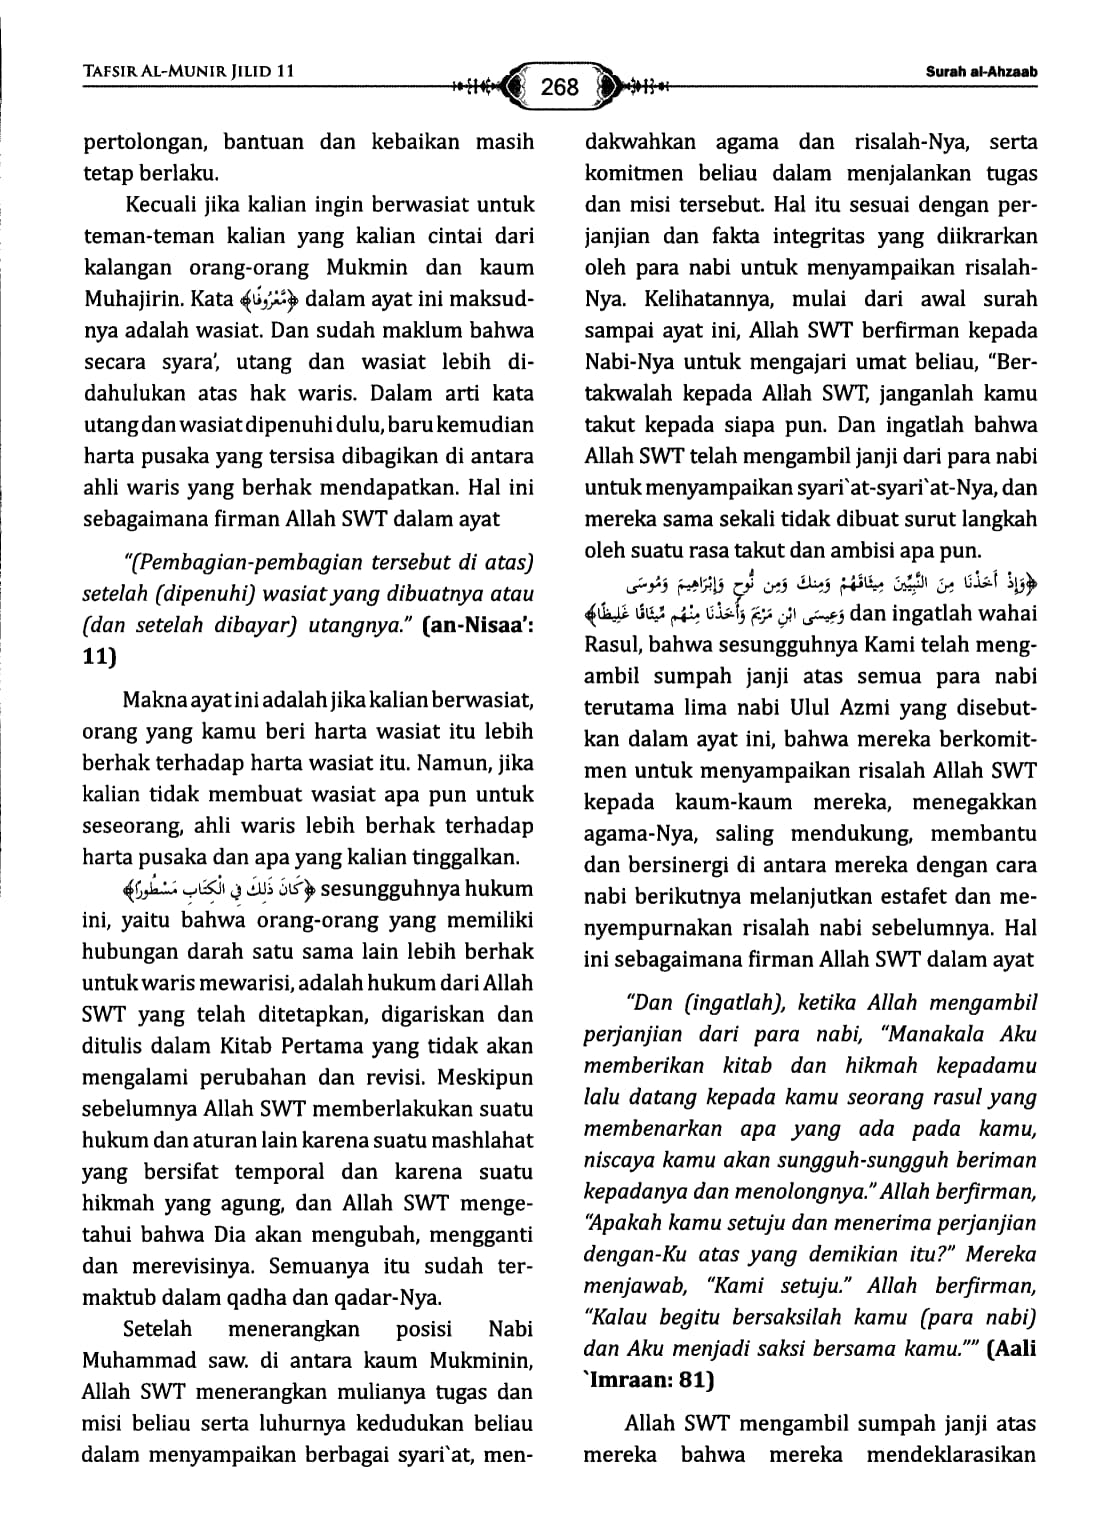 TAFSIR AL-MUNIR JILID 11
268
Surah al-Ahzaab
pertolongan, bantuan dan kebaikan masih
tetap berlaku.
Kecuali jika kalian ingin berwasiat untuk
teman-teman kalian yang kalian cintai dari
kalangan orang-orang Mukmin dan kaum
Muhajirin. Kata ﴿مَّعْرُوفًا﴾ dalam ayat ini maksud-
nya adalah wasiat. Dan sudah maklum bahwa
secara syara’, utang dan wasiat lebih di-
dahulukan atas hak waris. Dalam arti kata
utang dan wasiat dipenuhi dulu, baru kemudian
harta pusaka yang tersisa dibagikan di antara
ahli waris yang berhak mendapatkan. Hal ini
sebagaimana firman Allah SWT dalam ayat
“(Pembagian-pembagian tersebut di atas)
setelah (dipenuhi) wasiat yang dibuatnya atau
(dan setelah dibayar) utangnya.” (an-Nisaa’:
11)
Makna ayat ini adalah jika kalian berwasiat,
orang yang kamu beri harta wasiat itu lebih
berhak terhadap harta wasiat itu. Namun, jika
kalian tidak membuat wasiat apa pun untuk
seseorang, ahli waris lebih berhak terhadap
harta pusaka dan apa yang kalian tinggalkan.
﴿كَانَ ذَٰلِكَ فِي الْكِتَابِ مَسْطُورًا﴾ sesungguhnya hukum
ini, yaitu bahwa orang-orang yang memiliki
hubungan darah satu sama lain lebih berhak
untuk waris mewarisi, adalah hukum dari Allah
SWT yang telah ditetapkan, digariskan dan
ditulis dalam Kitab Pertama yang tidak akan
mengalami perubahan dan revisi. Meskipun
sebelumnya Allah SWT memberlakukan suatu
hukum dan aturan lain karena suatu mashlahat
yang bersifat temporal dan karena suatu
hikmah yang agung, dan Allah SWT menge-
tahui bahwa Dia akan mengubah, mengganti
dan merevisinya. Semuanya itu sudah ter-
maktub dalam qadha dan qadar-Nya.
Setelah menerangkan posisi Nabi
Muhammad saw. di antara kaum Mukminin,
Allah SWT menerangkan mulianya tugas dan
misi beliau serta luhurnya kedudukan beliau
dalam menyampaikan berbagai syari`at, men-
dakwahkan agama dan risalah-Nya, serta
komitmen beliau dalam menjalankan tugas
dan misi tersebut. Hal itu sesuai dengan per-
janjian dan fakta integritas yang diikrarkan
oleh para nabi untuk menyampaikan risalah-
Nya. Kelihatannya, mulai dari awal surah
sampai ayat ini, Allah SWT berfirman kepada
Nabi-Nya untuk mengajari umat beliau, “Ber-
takwalah kepada Allah SWT, janganlah kamu
takut kepada siapa pun. Dan ingatlah bahwa
Allah SWT telah mengambil janji dari para nabi
untuk menyampaikan syari`at-syari`at-Nya, dan
mereka sama sekali tidak dibuat surut langkah
oleh suatu rasa takut dan ambisi apa pun.
﴿وَإِذْ أَخَذْنَا مِنَ النَّبِيِّينَ مِيثَاقَهُمْ وَمِنكَ وَمِن نُّوحٍ وَإِبْرَاهِيمَ وَمُوسَى
وَعِيسَى ابْنِ مَرْيَمَ وَأَخَذْنَا مِنْهُم مِّيثَاقًا غَلِيظًا﴾ dan ingatlah wahai
Rasul, bahwa sesungguhnya Kami telah meng-
ambil sumpah janji atas semua para nabi
terutama lima nabi Ulul Azmi yang disebut-
kan dalam ayat ini, bahwa mereka berkomit-
men untuk menyampaikan risalah Allah SWT
kepada kaum-kaum mereka, menegakkan
agama-Nya, saling mendukung, membantu
dan bersinergi di antara mereka dengan cara
nabi berikutnya melanjutkan estafet dan me-
nyempurnakan risalah nabi sebelumnya. Hal
ini sebagaimana firman Allah SWT dalam ayat
“Dan (ingatlah), ketika Allah mengambil
perjanjian dari para nabi, “Manakala Aku
memberikan kitab dan hikmah kepadamu
lalu datang kepada kamu seorang rasul yang
membenarkan apa yang ada pada kamu,
niscaya kamu akan sungguh-sungguh beriman
kepadanya dan menolongnya.” Allah berfirman,
“Apakah kamu setuju dan menerima perjanjian
dengan-Ku atas yang demikian itu?” Mereka
menjawab, “Kami setuju.” Allah berfirman,
“Kalau begitu bersaksilah kamu (para nabi)
dan Aku menjadi saksi bersama kamu.”” (Aali
`Imraan: 81)
Allah SWT mengambil sumpah janji atas
mereka bahwa mereka mendeklarasikan